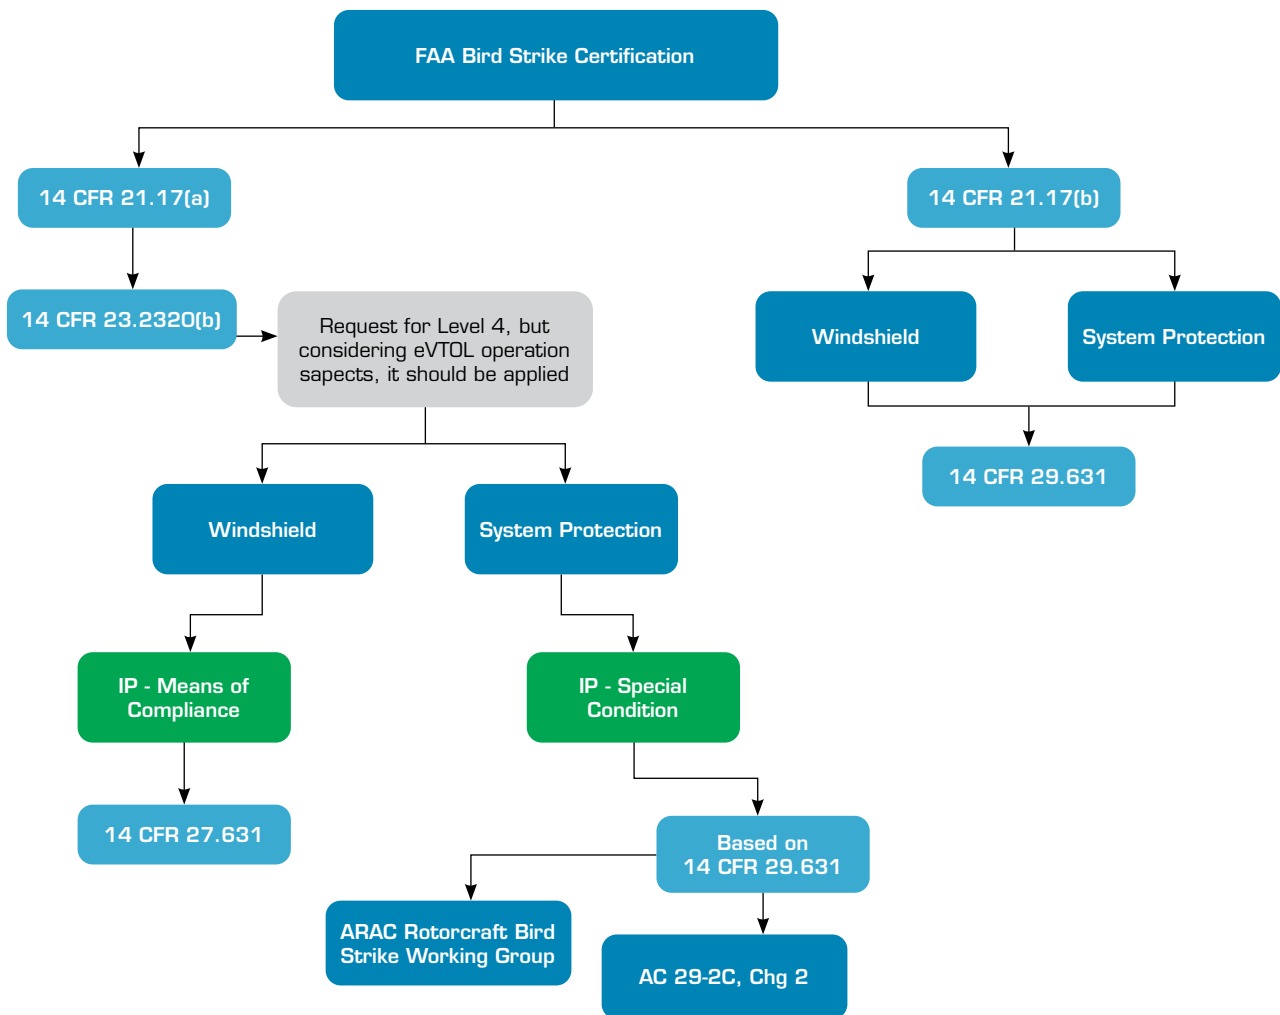 FAA Bird Strike Certification
14 CFR 21.17(a)
14 CFR 21.17(b)
14 CFR 23.2320(b)
Request for Level 4, but
considering eVTOL operation
sapects, it should be applied
Windshield
System Protection
14 CFR 29.631
Windshield
System Protection
IP - Means of
Compliance
IP - Special
Condition
14 CFR 27.631
Based on
14 CFR 29.631
ARAC Rotorcraft Bird
Strike Working Group
AC 29-2C, Chg 2